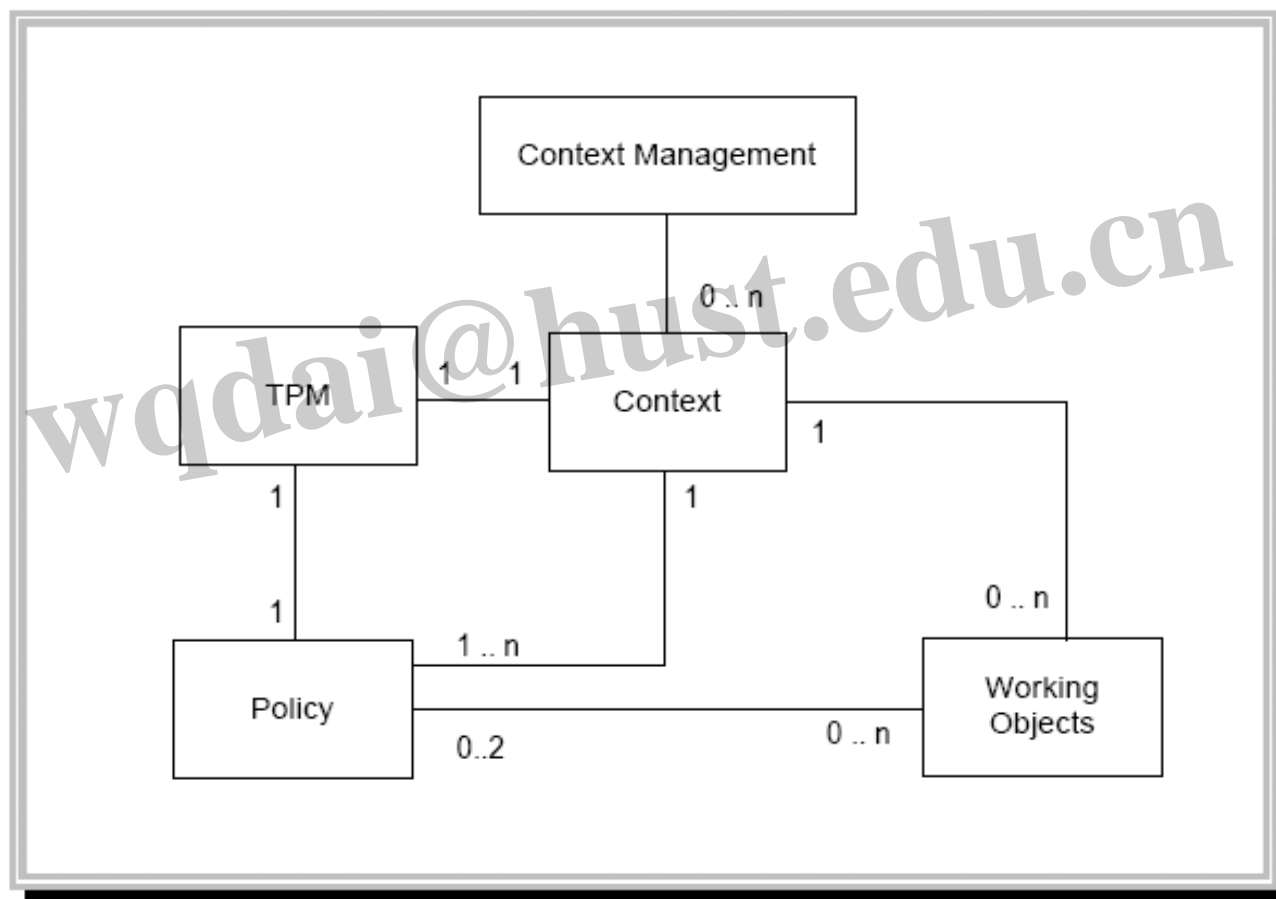 Context Management
0 .. n
wqdai@hust.edu.cn
TPM
1
1
Context
1
1
1
0 .. n
1
1 .. n
Policy
Working
Objects
0..2
0 .. n